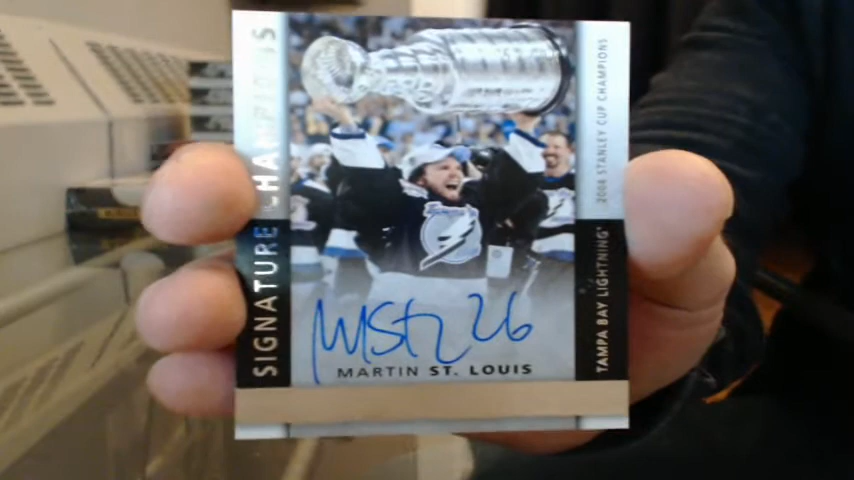 SIGNATURE CHAMPIONS
2004 STANLEY CUP CHAMPIONS
TAMPA BAY LIGHTNING
MSt L 26
MARTIN ST. LOUIS